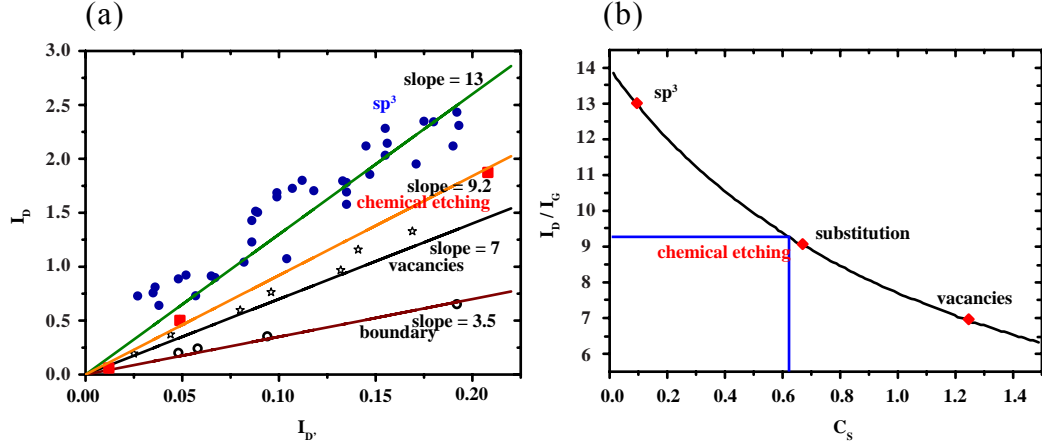 (a)
3.0
2.5
2.0
1.5
1.0
0.5
0.0
I_D
0.00
0.05
0.10
0.15
0.20
I_D'
slope = 13
sp³
slope = 9.2
chemical etching
slope = 7
vacancies
slope = 3.5
boundary
(b)
14
13
12
11
10
9
8
7
6
I_D / I_G
0.0
0.2
0.4
0.6
0.8
1.0
1.2
1.4
C_S
sp³
substitution
chemical etching
vacancies